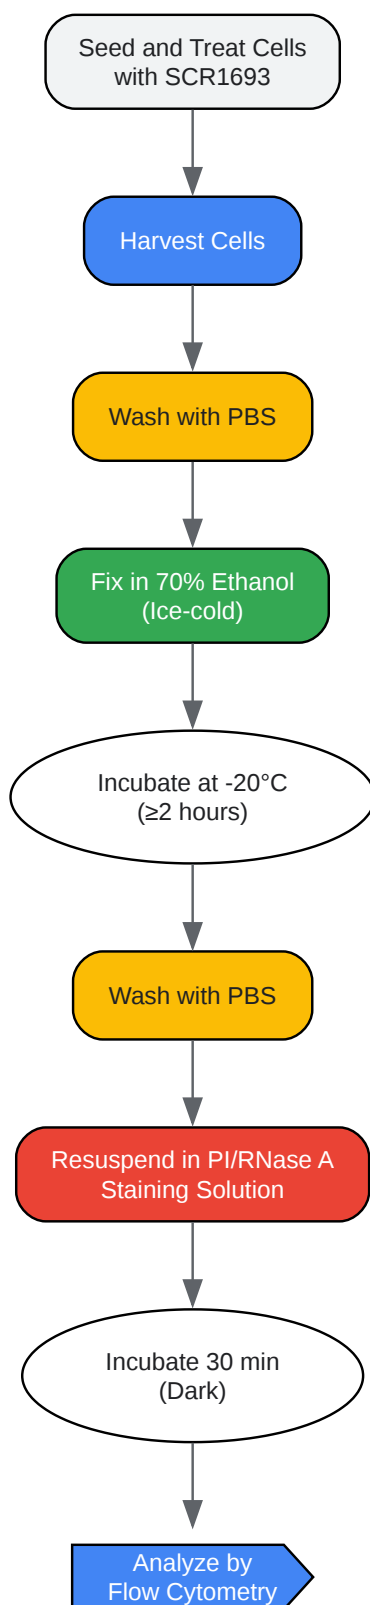 Seed and Treat Cells
with SCR1693
Harvest Cells
Wash with PBS
Fix in 70% Ethanol
(Ice-cold)
Incubate at -20°C
(≥2 hours)
Wash with PBS
Resuspend in PI/RNase A
Staining Solution
Incubate 30 min
(Dark)
Analyze by
Flow Cytometry